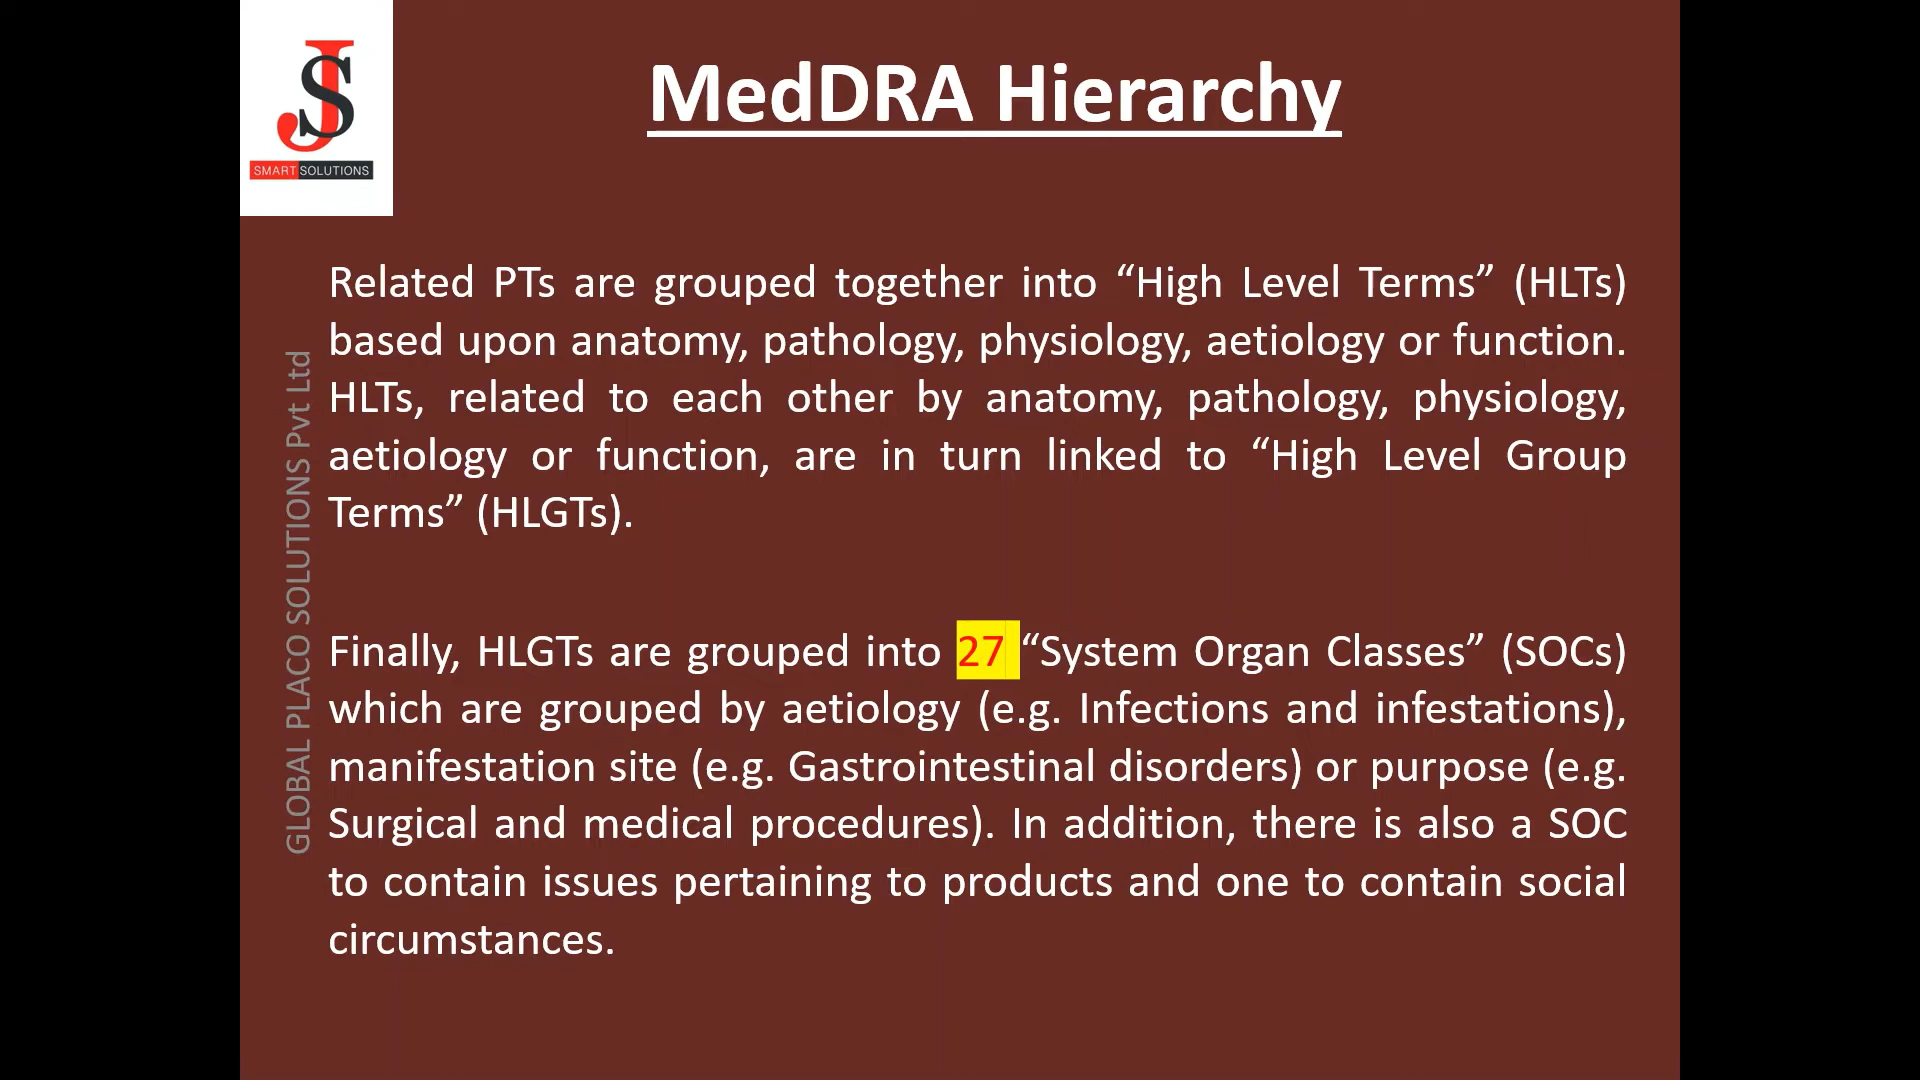 JS
SMART SOLUTIONS
MedDRA Hierarchy
Related PTs are grouped together into “High Level Terms” (HLTs)
based upon anatomy, pathology, physiology, aetiology or function.
HLTs, related to each other by anatomy, pathology, physiology,
aetiology or function, are in turn linked to “High Level Group
Terms” (HLGTs).
Finally, HLGTs are grouped into 27 “System Organ Classes” (SOCs)
which are grouped by aetiology (e.g. Infections and infestations),
manifestation site (e.g. Gastrointestinal disorders) or purpose (e.g.
Surgical and medical procedures). In addition, there is also a SOC
to contain issues pertaining to products and one to contain social
circumstances.
GLOBAL PLACO SOLUTIONS Pvt Ltd